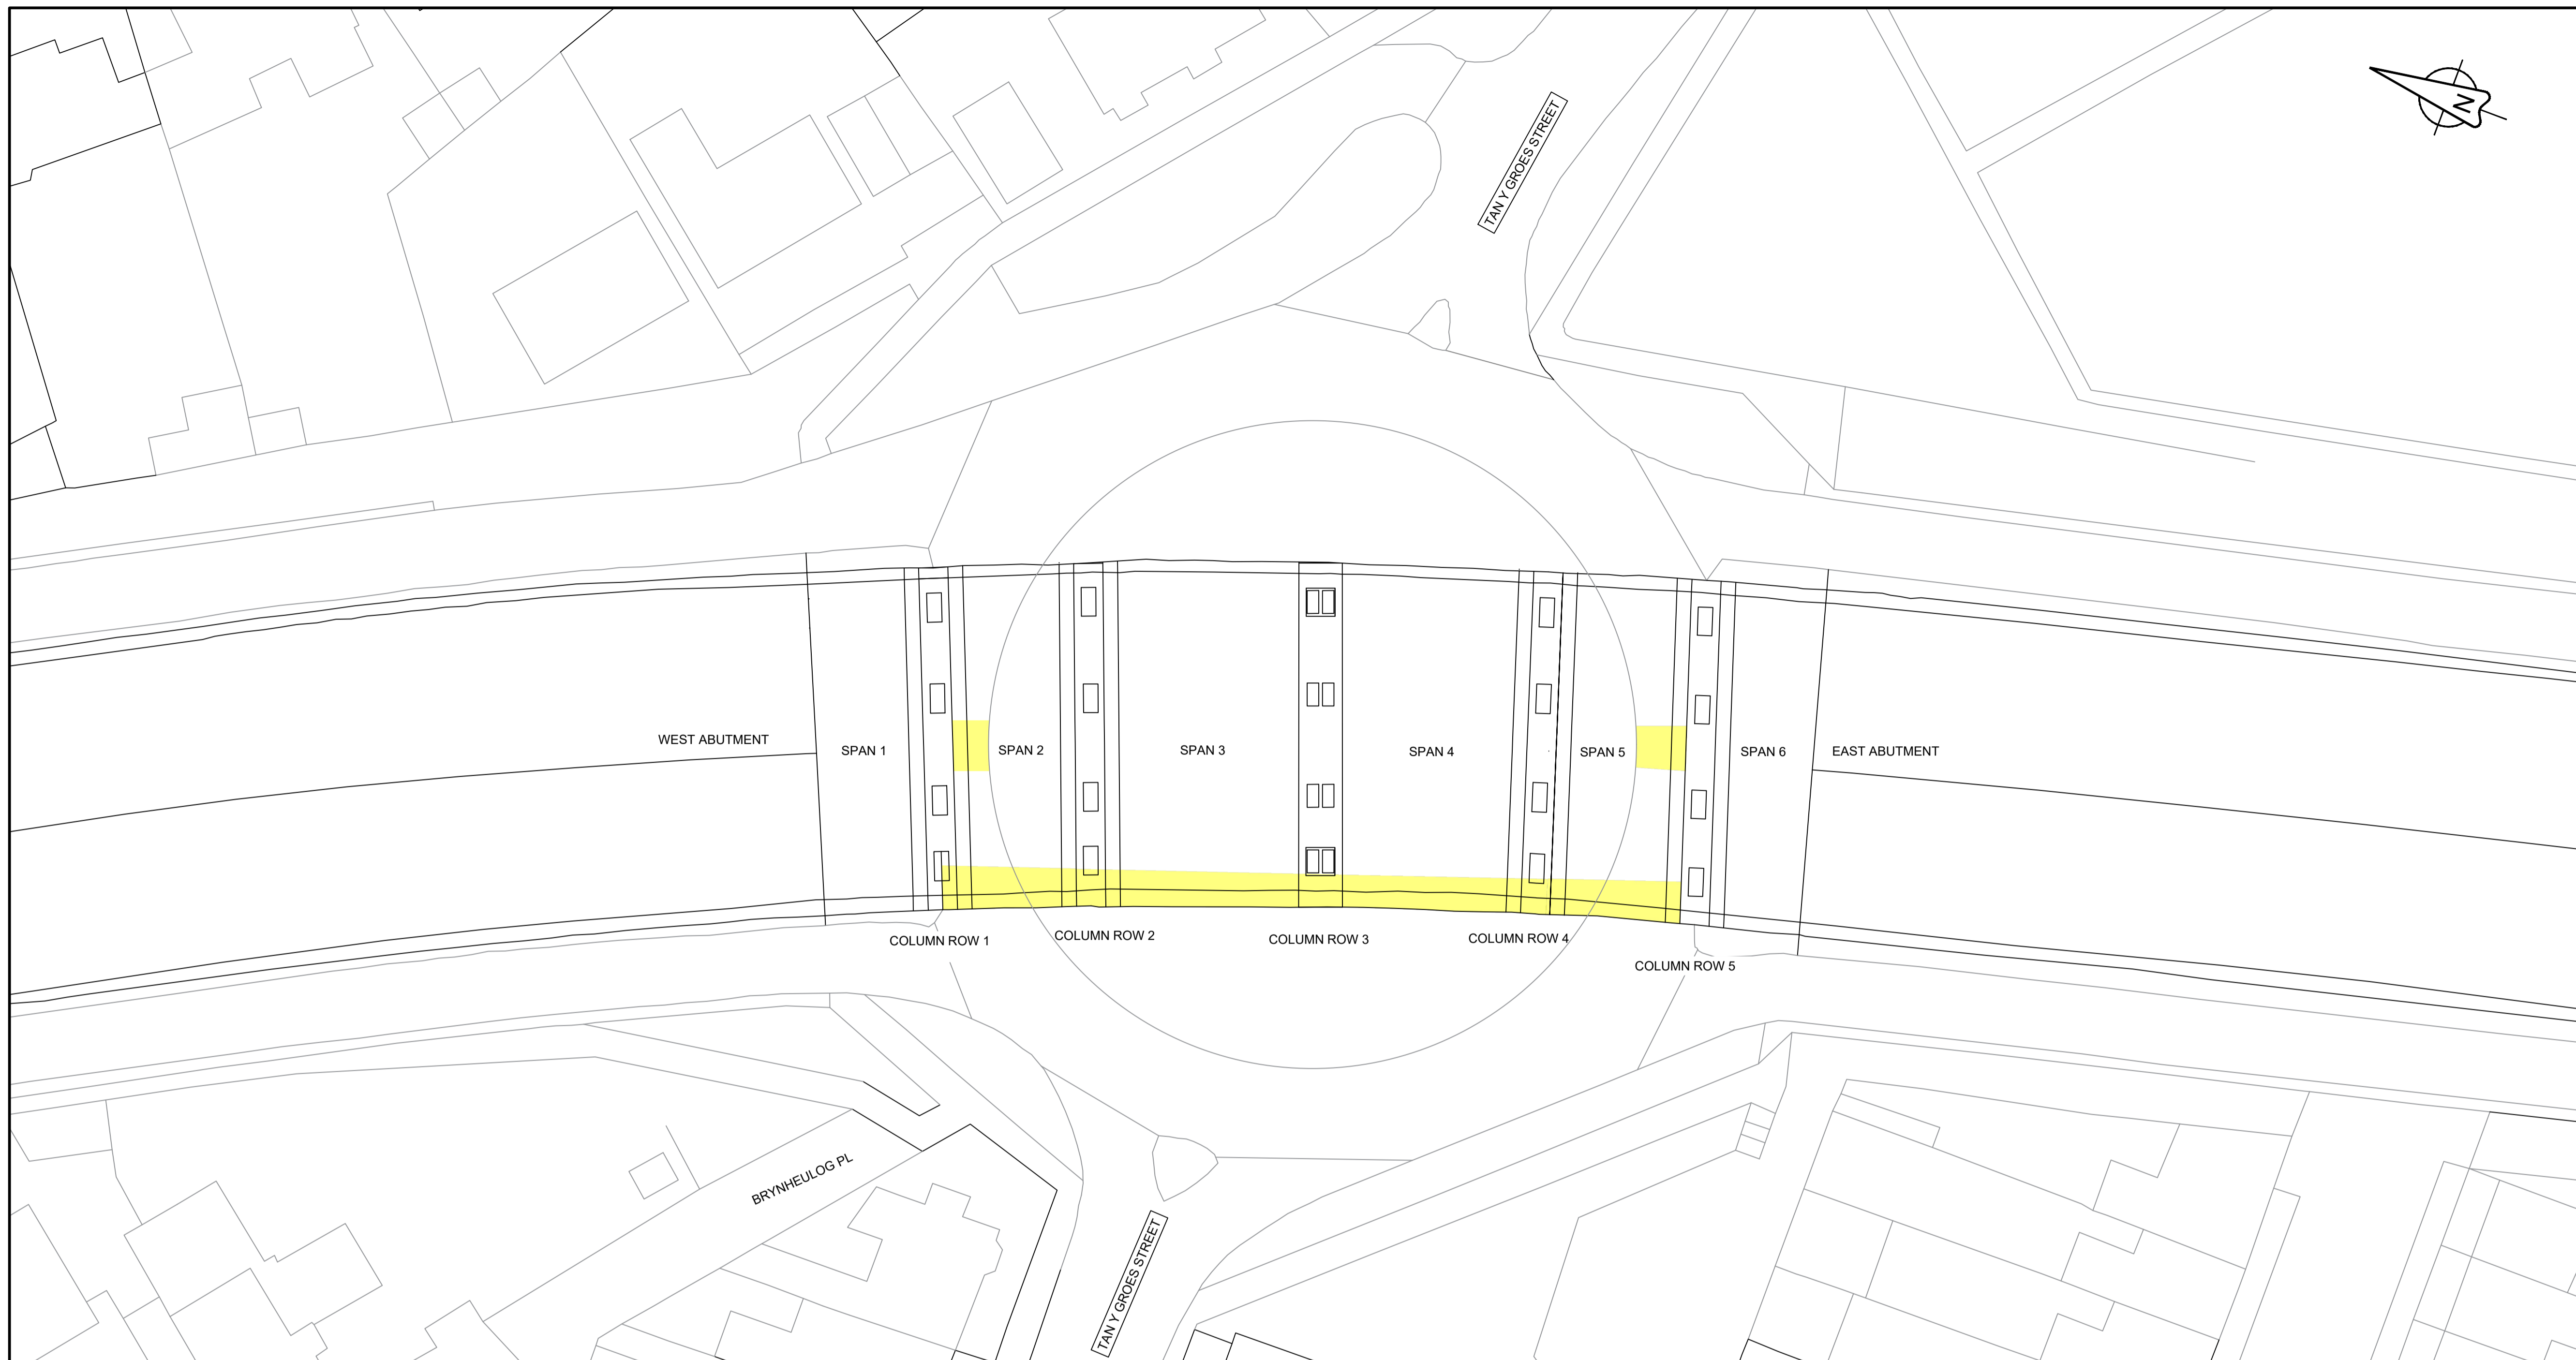 N
TAN Y GROES STREET
WEST ABUTMENT
SPAN 1
SPAN 2
SPAN 3
SPAN 4
SPAN 5
SPAN 6
EAST ABUTMENT
COLUMN ROW 1
COLUMN ROW 2
COLUMN ROW 3
COLUMN ROW 4
COLUMN ROW 5
BRYNHEULOG PL
TAN Y GROES STREET